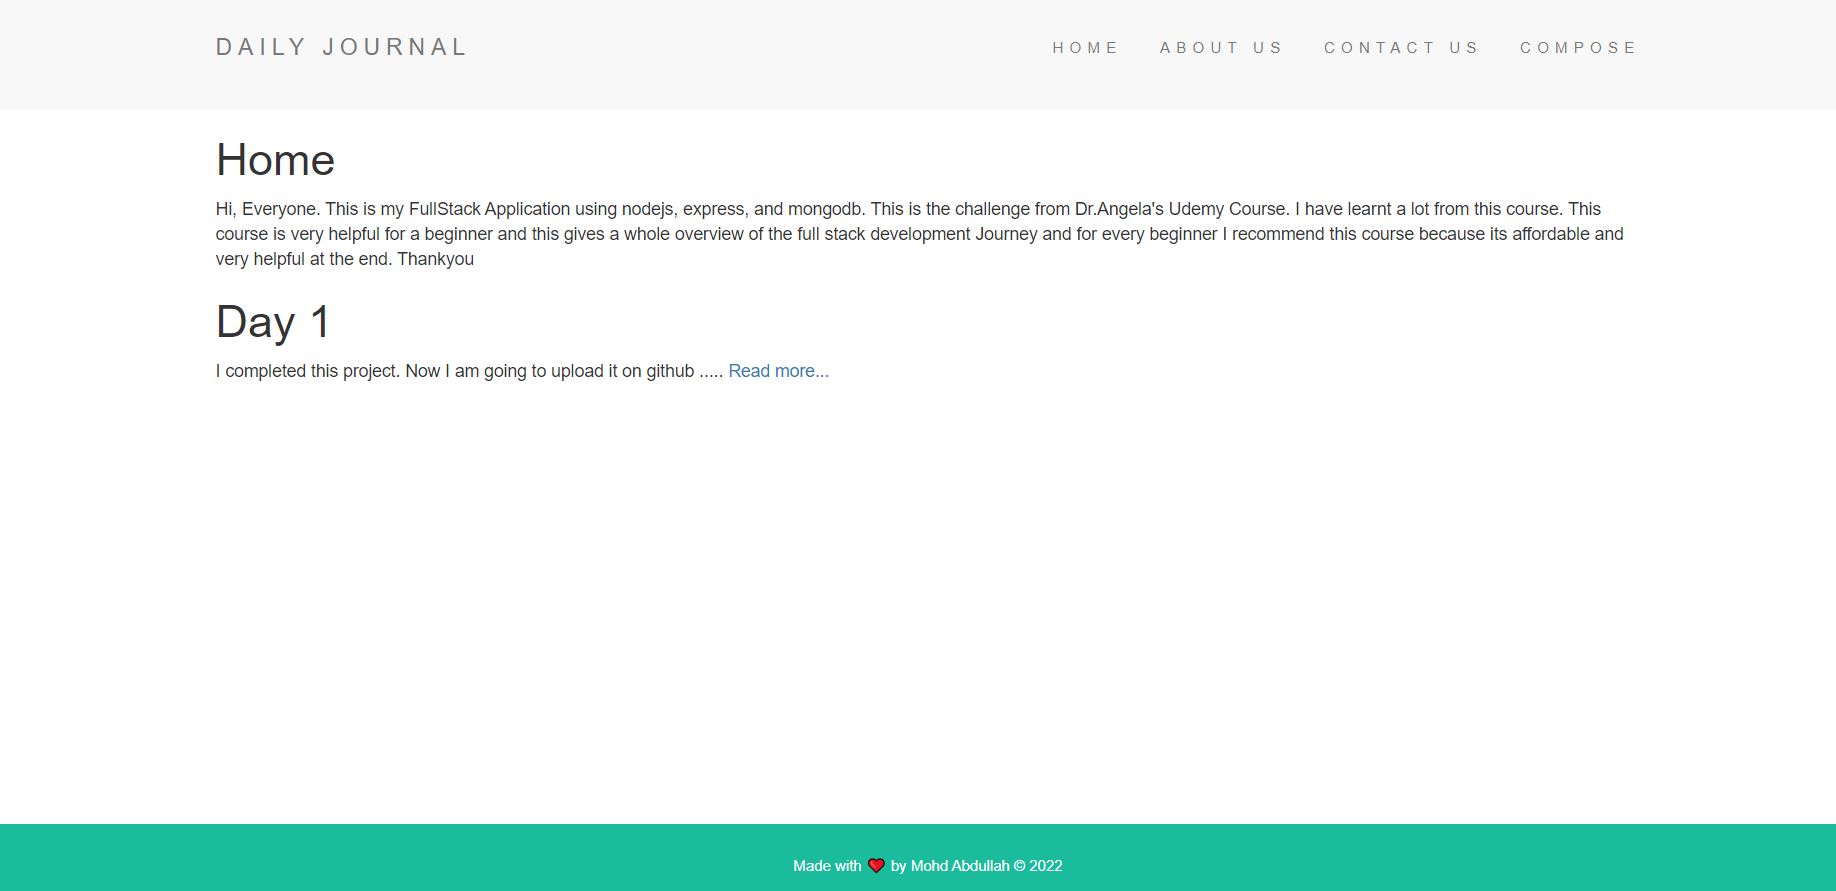 DAILY JOURNAL
HOME ABOUT US CONTACT US COMPOSE
Home
Hi, Everyone. This is my FullStack Application using nodejs, express, and mongodb. This is the challenge from Dr.Angela's Udemy Course. I have learnt a lot from this course. This
course is very helpful for a beginner and this gives a whole overview of the full stack development Journey and for every beginner I recommend this course because its affordable and
very helpful at the end. Thankyou
Day 1
I completed this project. Now I am going to upload it on github ..... Read more...
Made with ❤ by Mohd Abdullah © 2022